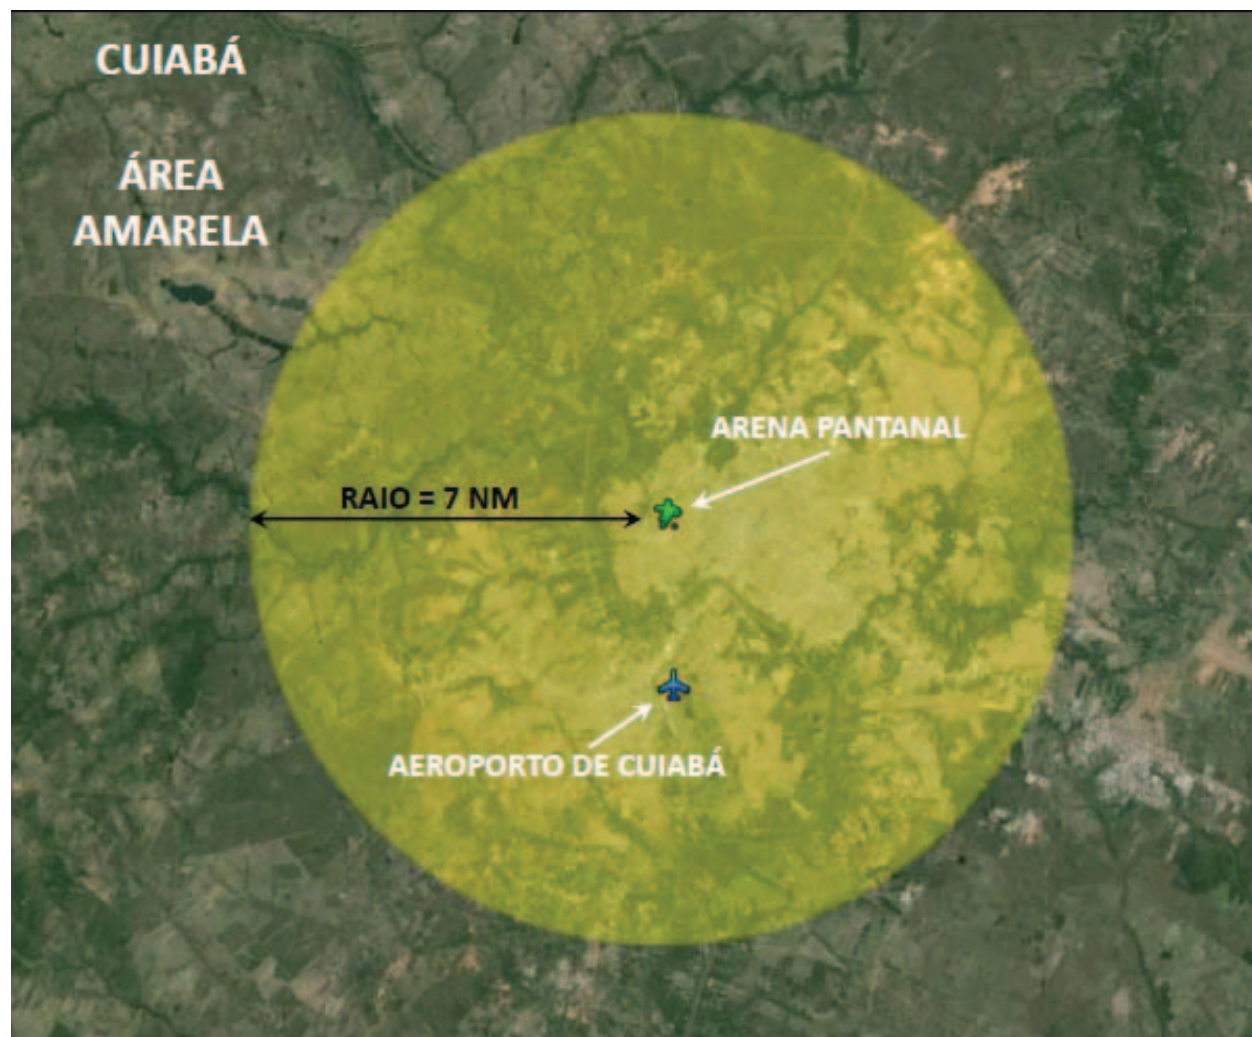 CUIABÁ
ÁREA
AMARELA
ARENA PANTANAL
RAIO = 7 NM
AEROPORTO DE CUIABÁ